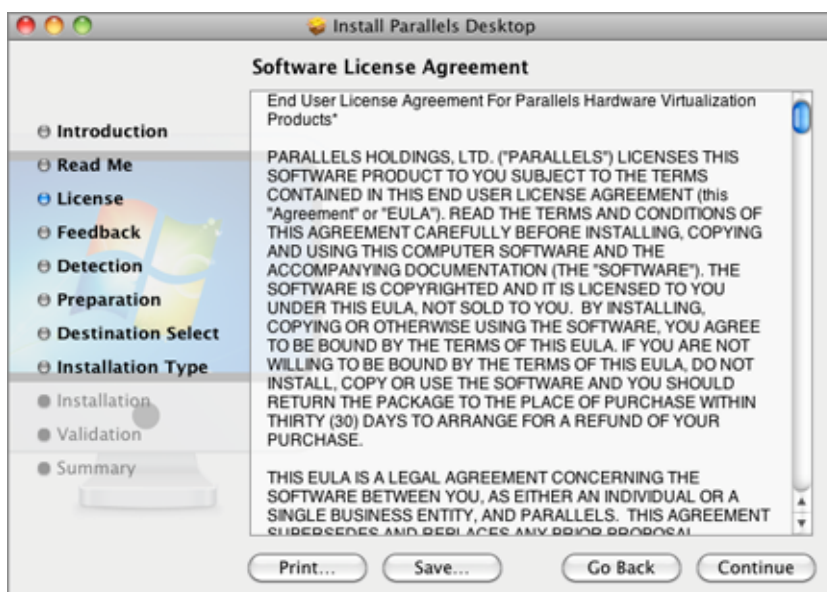 Install Parallels Desktop
Software License Agreement
Introduction
Read Me
License
Feedback
Detection
Preparation
Destination Select
Installation Type
Installation
Validation
Summary
End User License Agreement For Parallels Hardware Virtualization
Products*
PARALLELS HOLDINGS, LTD. ("PARALLELS") LICENSES THIS
SOFTWARE PRODUCT TO YOU SUBJECT TO THE TERMS
CONTAINED IN THIS END USER LICENSE AGREEMENT (this
"Agreement" or "EULA"). READ THE TERMS AND CONDITIONS OF
THIS AGREEMENT CAREFULLY BEFORE INSTALLING, COPYING
AND USING THIS COMPUTER SOFTWARE AND THE
ACCOMPANYING DOCUMENTATION (THE "SOFTWARE"). THE
SOFTWARE IS COPYRIGHTED AND IT IS LICENSED TO YOU
UNDER THIS EULA, NOT SOLD TO YOU. BY INSTALLING,
COPYING OR OTHERWISE USING THE SOFTWARE, YOU AGREE
TO BE BOUND BY THE TERMS OF THIS EULA. IF YOU ARE NOT
WILLING TO BE BOUND BY THE TERMS OF THIS EULA, DO NOT
INSTALL, COPY OR USE THE SOFTWARE AND YOU SHOULD
RETURN THE PACKAGE TO THE PLACE OF PURCHASE WITHIN
THIRTY (30) DAYS TO ARRANGE FOR A REFUND OF YOUR
PURCHASE.
THIS EULA IS A LEGAL AGREEMENT CONCERNING THE
SOFTWARE BETWEEN YOU, AS EITHER AN INDIVIDUAL OR A
SINGLE BUSINESS ENTITY, AND PARALLELS. THIS AGREEMENT
SUPERSEDES AND REPLACES ANY PRIOR PROPOSAL
Print...
Save...
Go Back
Continue